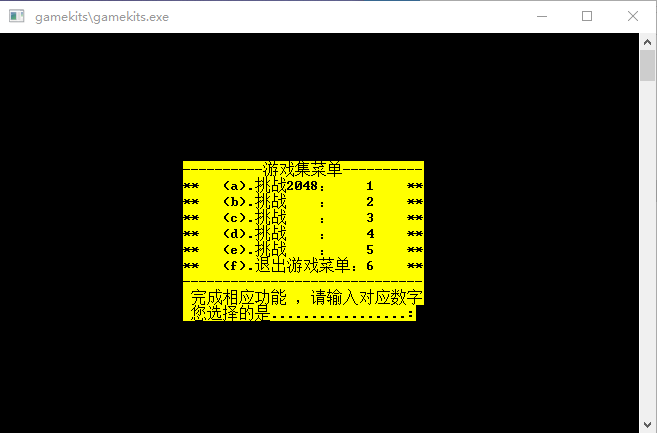 gamekits\gamekits.exe
----------游戏集菜单----------
**   (a).挑战2048：    1    **
**   (b).挑战    ：    2    **
**   (c).挑战    ：    3    **
**   (d).挑战    ：    4    **
**   (e).挑战    ：    5    **
**   (f).退出游戏菜单：6    **
------------------------------
完成相应功能 ，请输入对应数字
您选择的是.................: